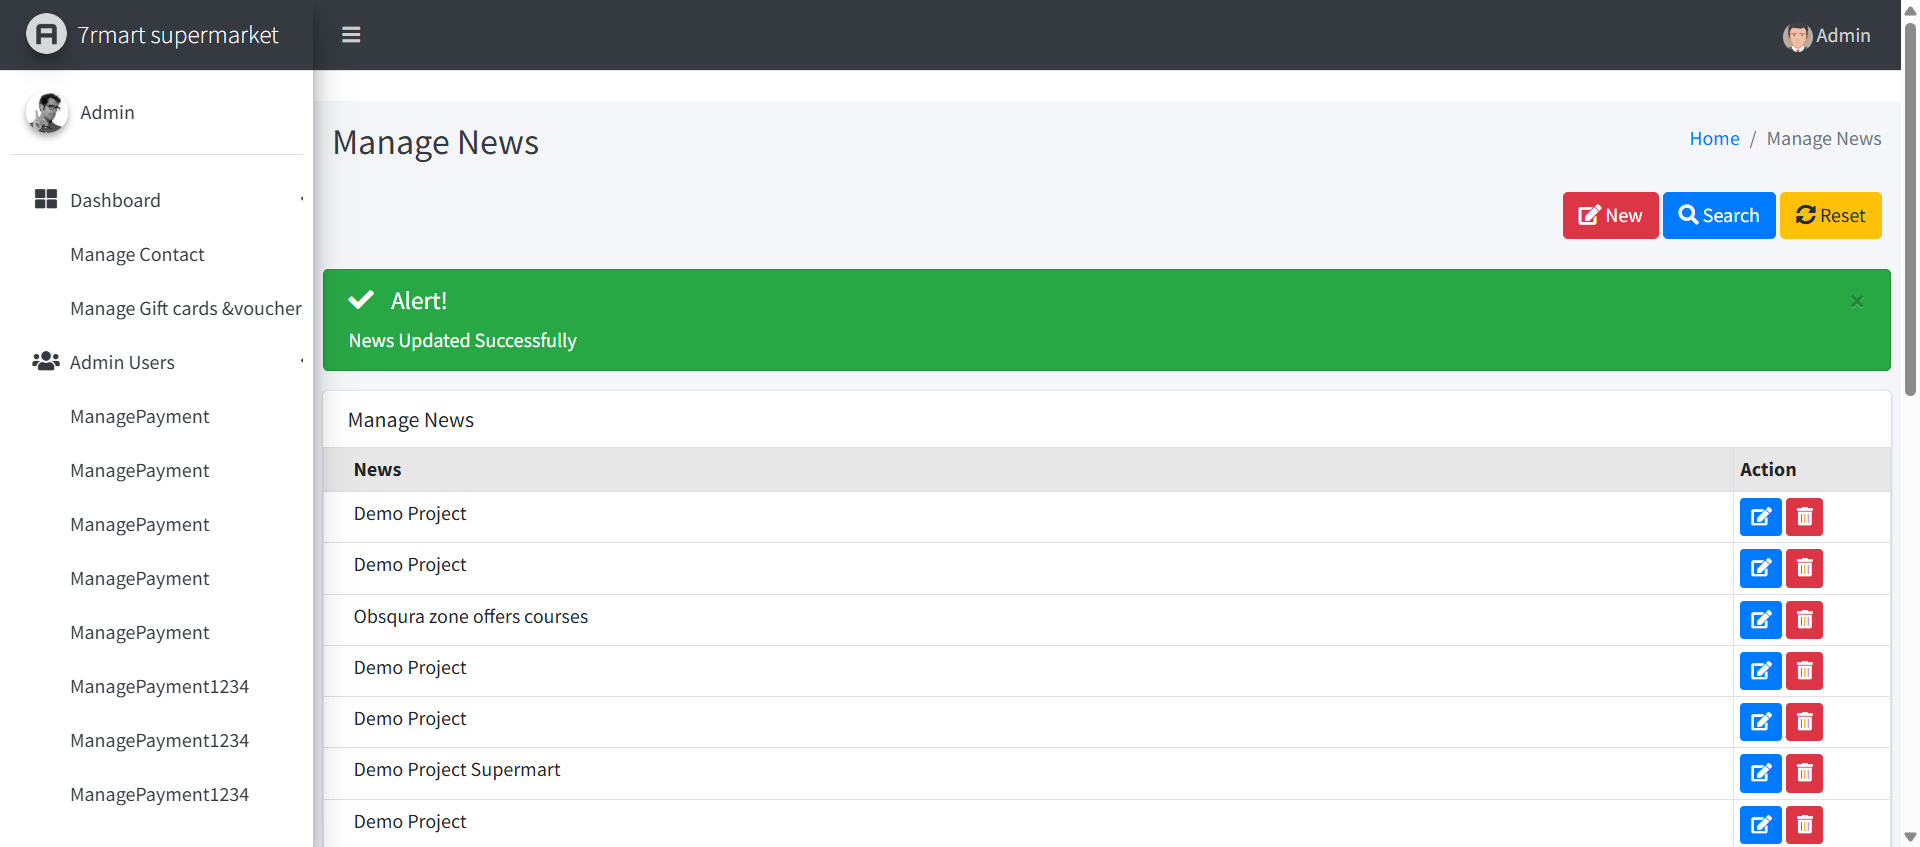 7rmart supermarket
Admin
Admin
Dashboard
Manage Contact
Manage Gift cards &voucher
Admin Users
ManagePayment
ManagePayment
ManagePayment
ManagePayment
ManagePayment
ManagePayment1234
ManagePayment1234
ManagePayment1234
Manage News
Home / Manage News
New Search Reset
Alert!
×
News Updated Successfully
Manage News
News Action
Demo Project
Demo Project
Obsqura zone offers courses
Demo Project
Demo Project
Demo Project Supermart
Demo Project